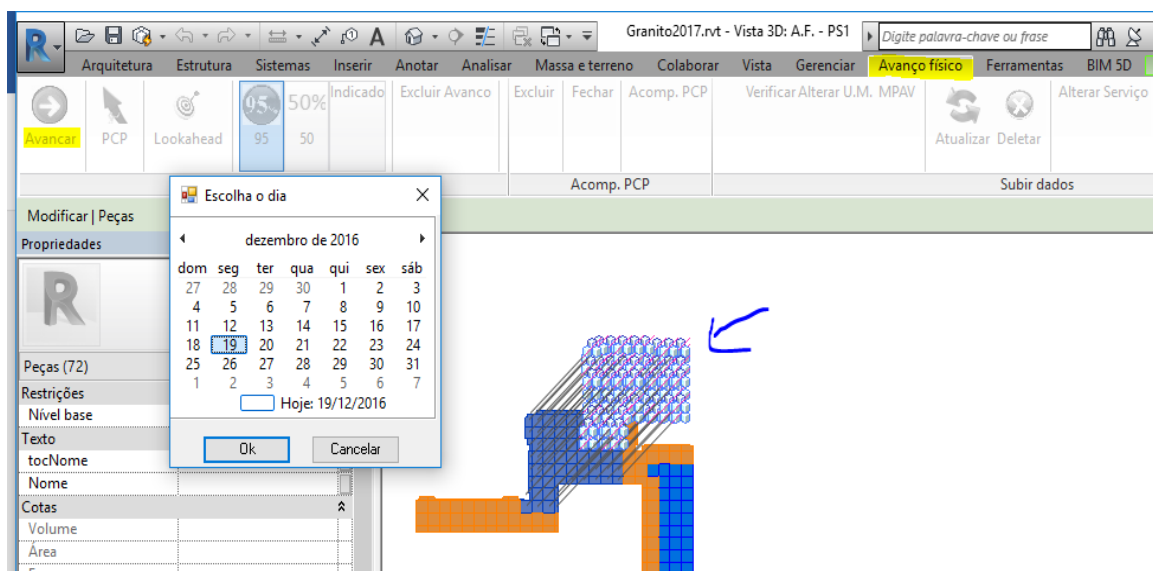 Granito2017.rvt - Vista 3D: A.F. - PS1 Digite palavra-chave ou frase
Arquitetura Estrutura Sistemas Inserir Anotar Analisar Massa e terreno Colaborar Vista Gerenciar Avanço físico Ferramentas BIM 5D
95% 50% Indicado Excluir Avanco Excluir Fechar Acomp. PCP Verificar Alterar U.M. MPAV Alterar Serviço
Avancar PCP Lookahead 95 50 Atualizar Deletar
Acomp. PCP Subir dados
Modificar | Peças
Propriedades
Peças (72)
Restrições
Nível base
Texto
tocNome
Nome
Cotas
Volume
Área
Escolha o dia
dezembro de 2016
dom seg ter qua qui sex sáb
27 28 29 30 1 2 3
4 5 6 7 8 9 10
11 12 13 14 15 16 17
18 19 20 21 22 23 24
25 26 27 28 29 30 31
1 2 3 4 5 6 7
Hoje: 19/12/2016
Ok Cancelar